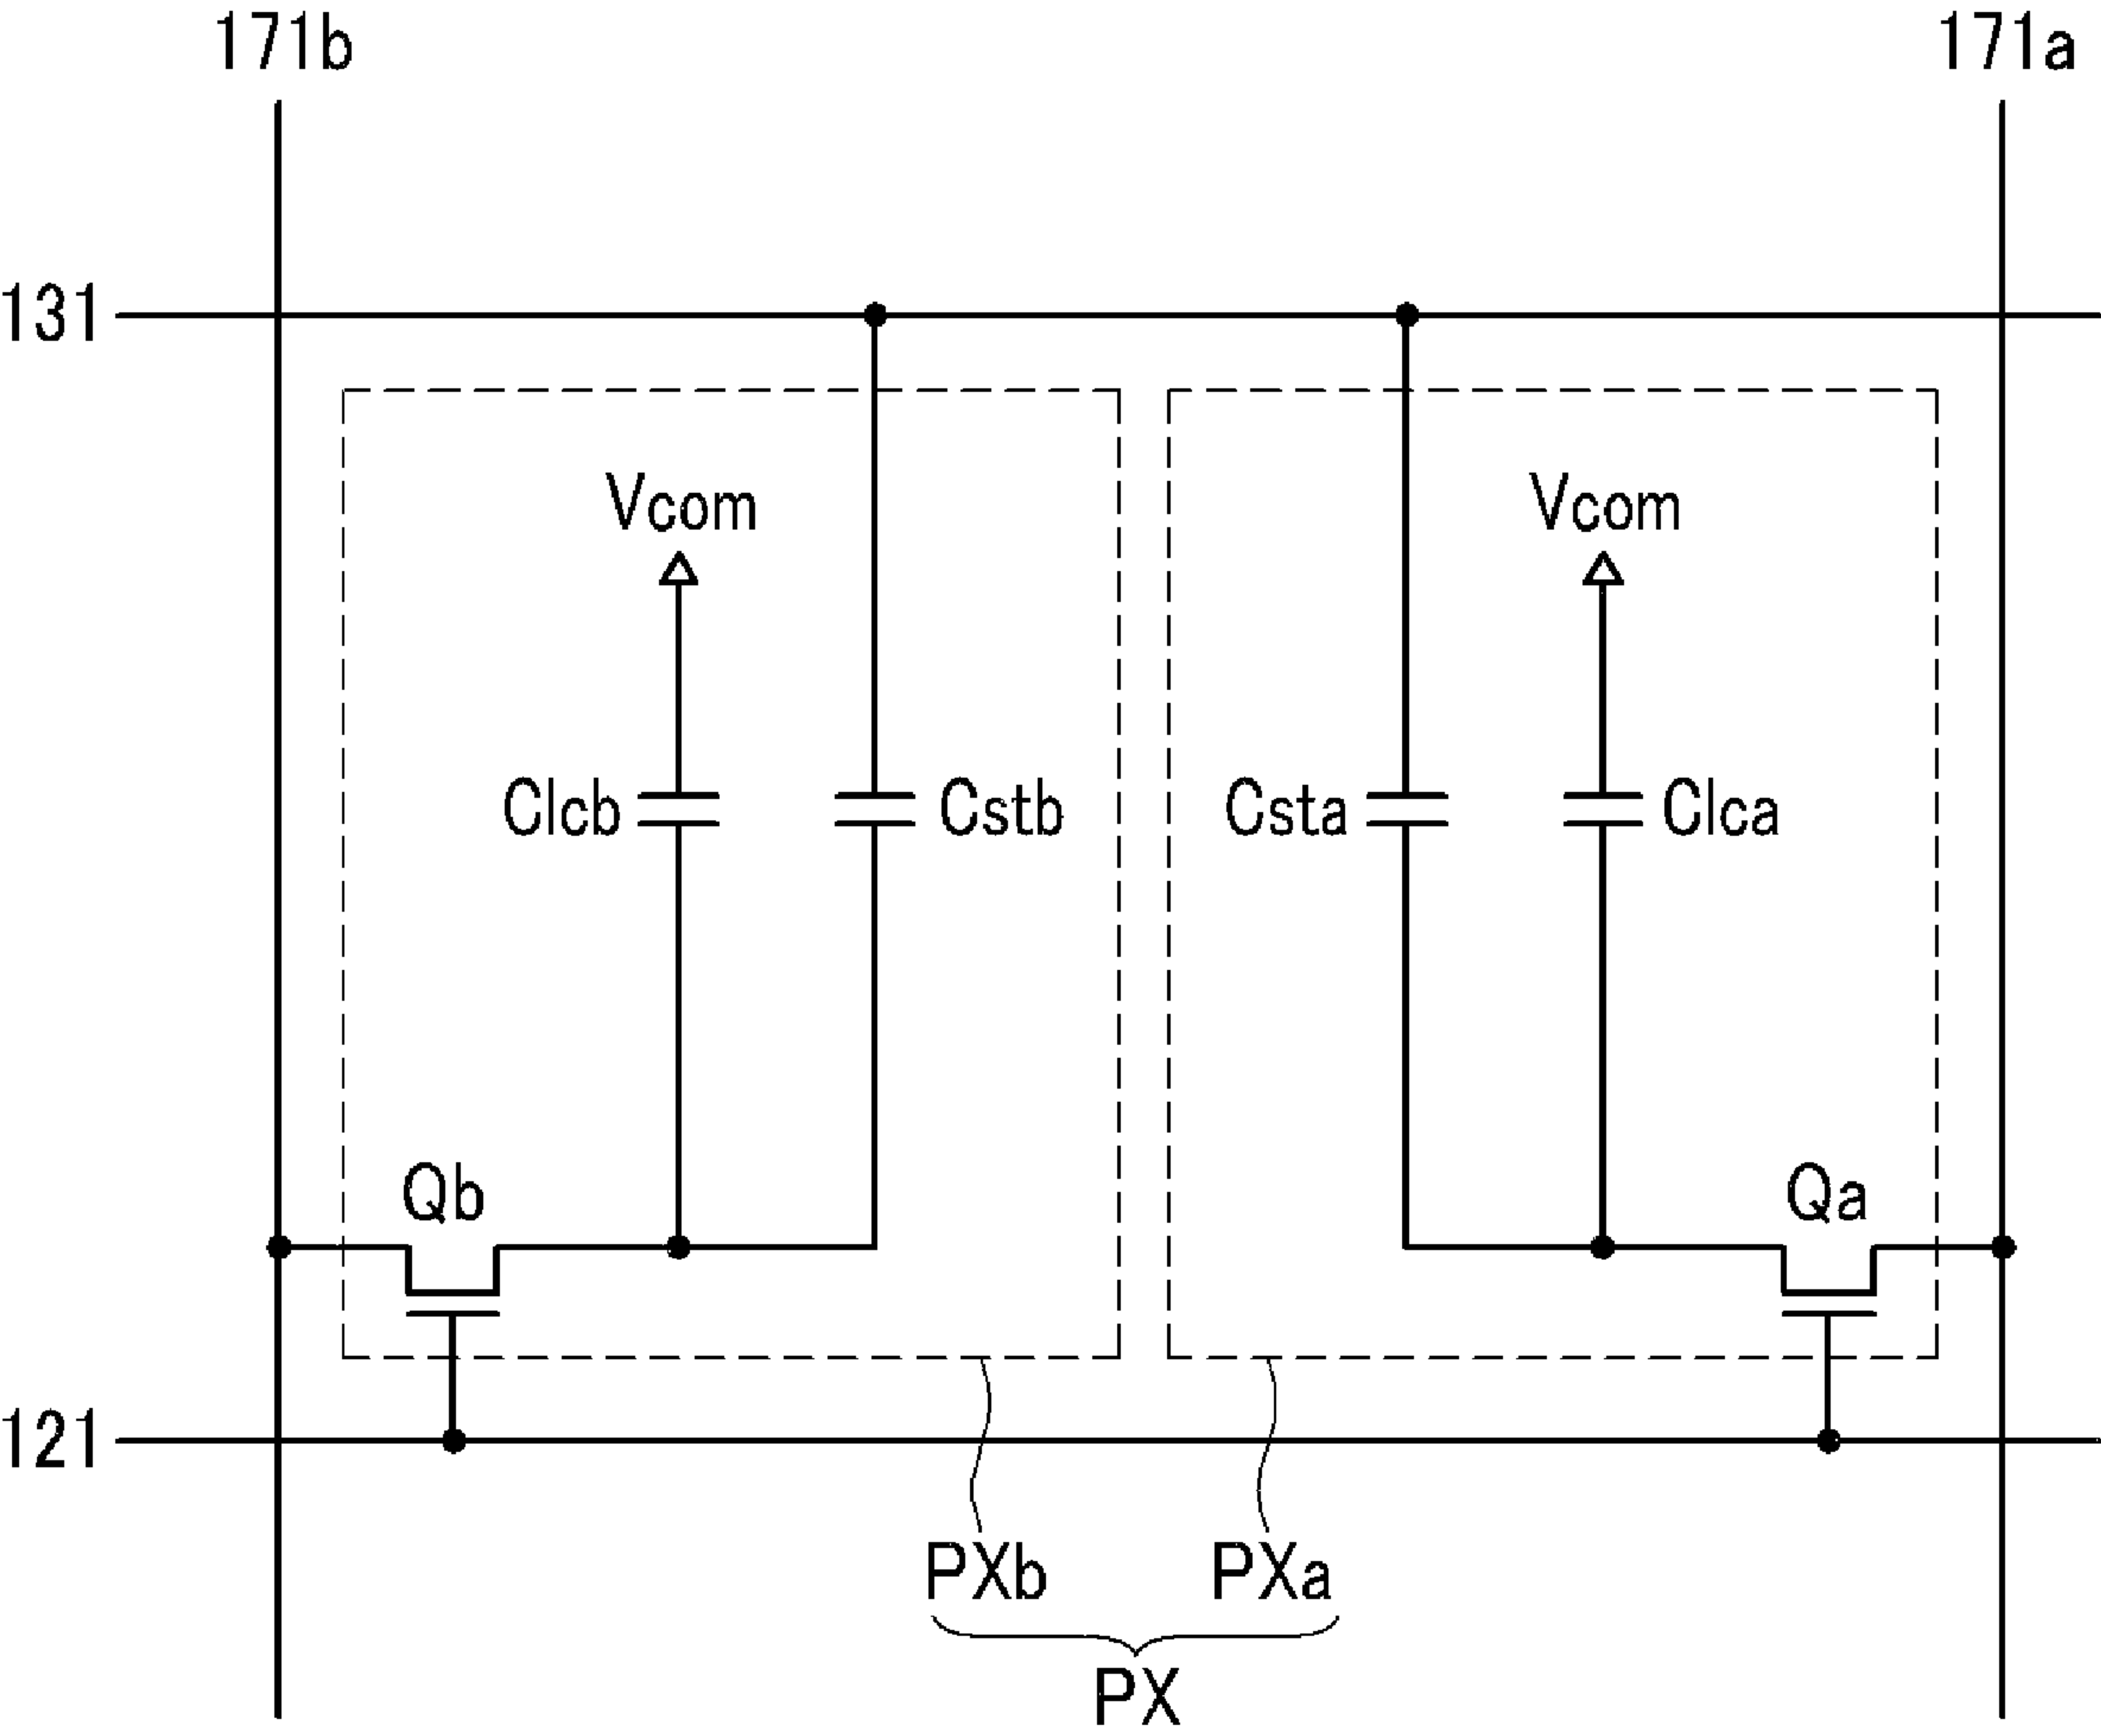 171b 171a
131
Vcom Vcom
Clcb Cstb Csta Clca
Qb Qa
121
PXb PXa
PX